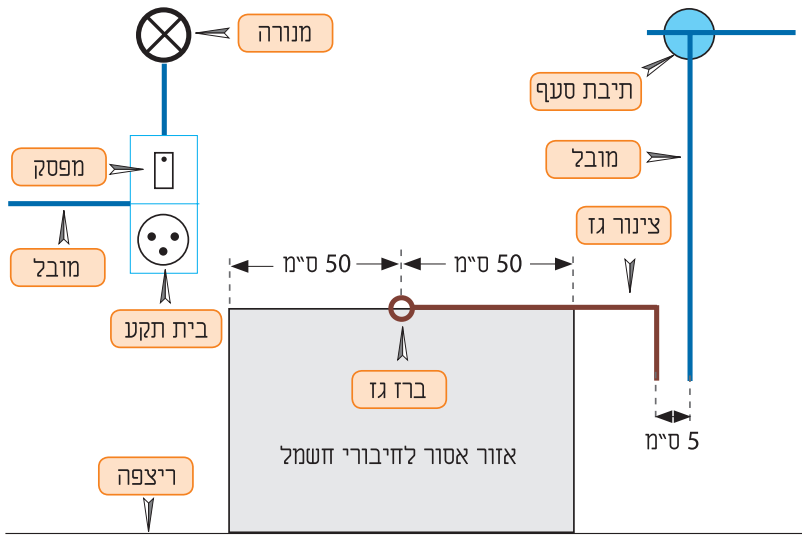 מנורה
תיבת סעף
מפסק
מובל
צינור גז
מובל
50 ס״מ
50 ס״מ
בית תקע
ברז גז
5 ס״מ
אזור אסור לחיבורי חשמל
ריצפה